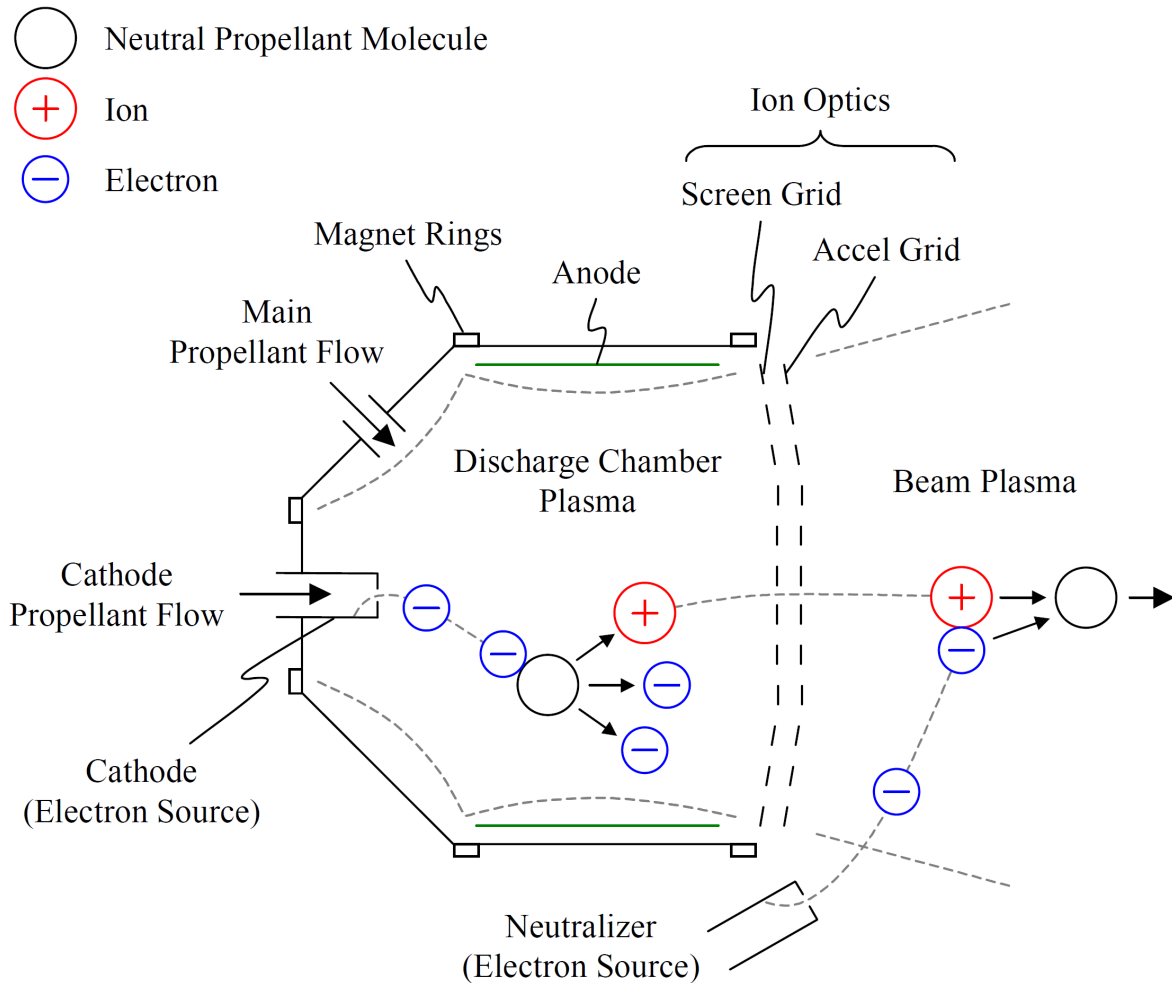 Neutral Propellant Molecule
+
Ion
−
Electron
Ion Optics
Screen Grid
Accel Grid
Magnet Rings
Anode
Main
Propellant Flow
Discharge Chamber
Plasma
Beam Plasma
Cathode
Propellant Flow
−
−
+
−
−
+
−
−
Cathode
(Electron Source)
Neutralizer
(Electron Source)